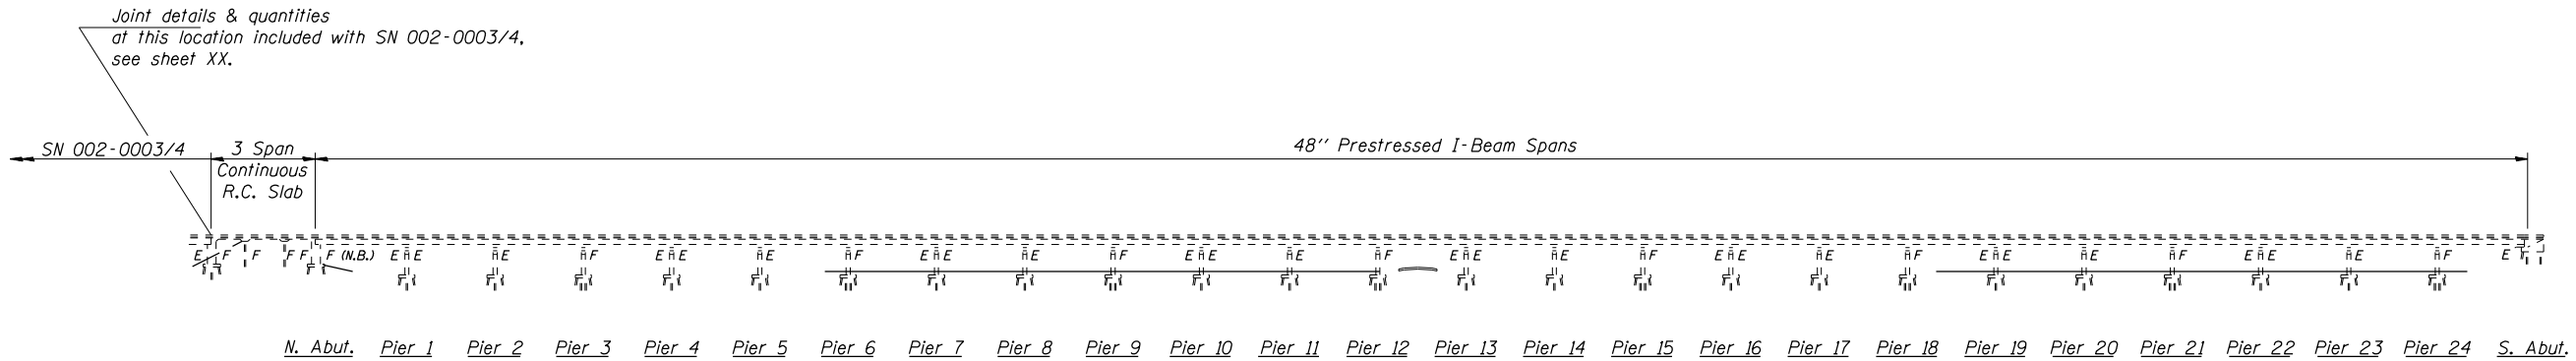 Joint details & quantities
at this location included with SN 002-0003/4,
see sheet XX.
SN 002-0003/4
3 Span
Continuous
R.C. Slab
48'' Prestressed I-Beam Spans
E F F F F F (N.B.) E E E F E E E F E E E F E E E F E E E F E E E F E E E F E E E F E
N. Abut. Pier 1 Pier 2 Pier 3 Pier 4 Pier 5 Pier 6 Pier 7 Pier 8 Pier 9 Pier 10 Pier 11 Pier 12 Pier 13 Pier 14 Pier 15 Pier 16 Pier 17 Pier 18 Pier 19 Pier 20 Pier 21 Pier 22 Pier 23 Pier 24 S. Abut.